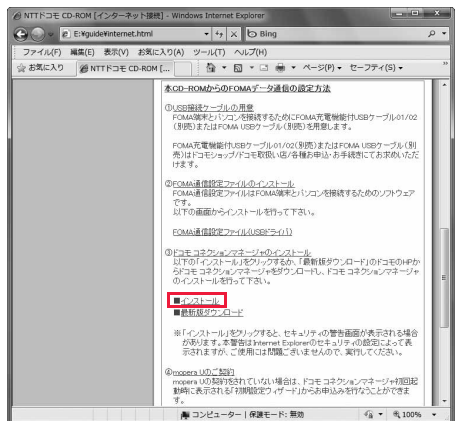 NTTドコモ CD-ROM [インターネット接続] - Windows Internet Explorer
E:¥guide¥internet.html
Bing
ファイル(F) 編集(E) 表示(V) お気に入り(A) ツール(T) ヘルプ(H)
お気に入り NTTドコモ CD-ROM [... ページ(P) セーフティ(S)
本CD-ROMからのFOMAデータ通信の設定方法
①USB接続ケーブルの用意
FOMA端末とパソコンを接続するためにFOMA充電機能付USBケーブル01/02
(別売)またはFOMA USBケーブル(別売)を用意します。
FOMA充電機能付USBケーブル01/02(別売)またはFOMA USBケーブル(別
売)はドコモショップ/ドコモ取扱い店/各種お申込・お手続きにてお求めいただ
けます。
②FOMA通信設定ファイルのインストール
FOMA通信設定ファイルはFOMA端末とパソコンを接続するためのソフトウェア
です。
以下の画面からインストールを行って下さい。
FOMA通信設定ファイル(USBドライバ)
③ドコモ コネクションマネージャのインストール
以下の「インストール」をクリックするか、「最新版ダウンロード」のドコモのHPか
らドコモ コネクションマネージャをダウンロードし、ドコモ コネクションマネージャ
のインストールを行って下さい。
■インストール
■最新版ダウンロード
※「インストール」をクリックすると、セキュリティの警告画面が表示される場合
があります。本警告はInternet Explorerのセキュリティの設定によって表
示されますが、ご使用には問題ございませんので、実行してください。
④mopera Uのご契約
mopera Uの契約をされていない場合は、ドコモ コネクションマネージャ初回起
動時に表示される「初期設定ウィザード」からお申込みを行なうことができま
す。
コンピューター | 保護モード: 無効 100%